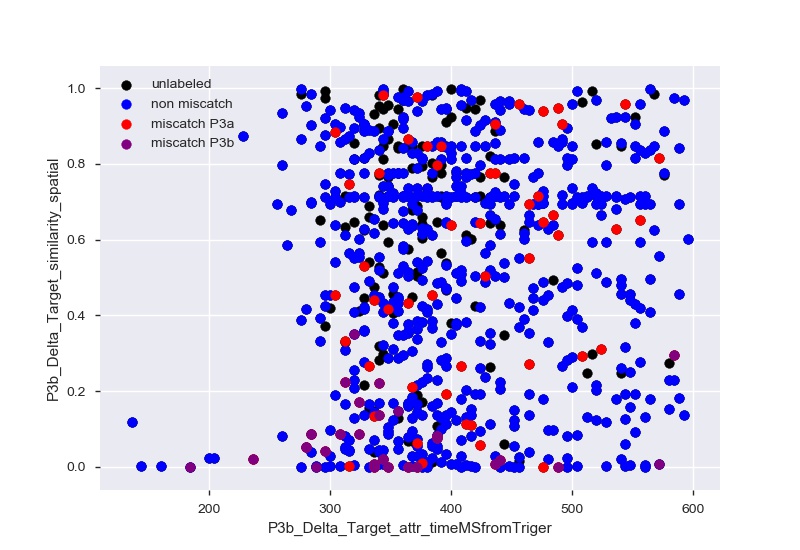 unlabeled
non miscatch
miscatch P3a
miscatch P3b
1.0
0.8
0.6
0.4
0.2
0.0
P3b_Delta_Target_similarity_spatial
200
300
400
500
600
P3b_Delta_Target_attr_timeMSfromTriger